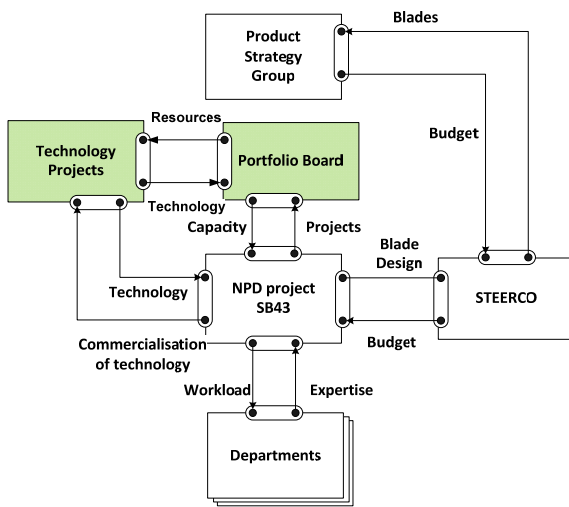 Blades
Product
Strategy
Group
Budget
Resources
Technology
Projects
Portfolio Board
Technology
Capacity
Projects
Blade
Design
Technology
NPD project
SB43
STEERCO
Commercialisation
of technology
Budget
Workload
Expertise
Departments